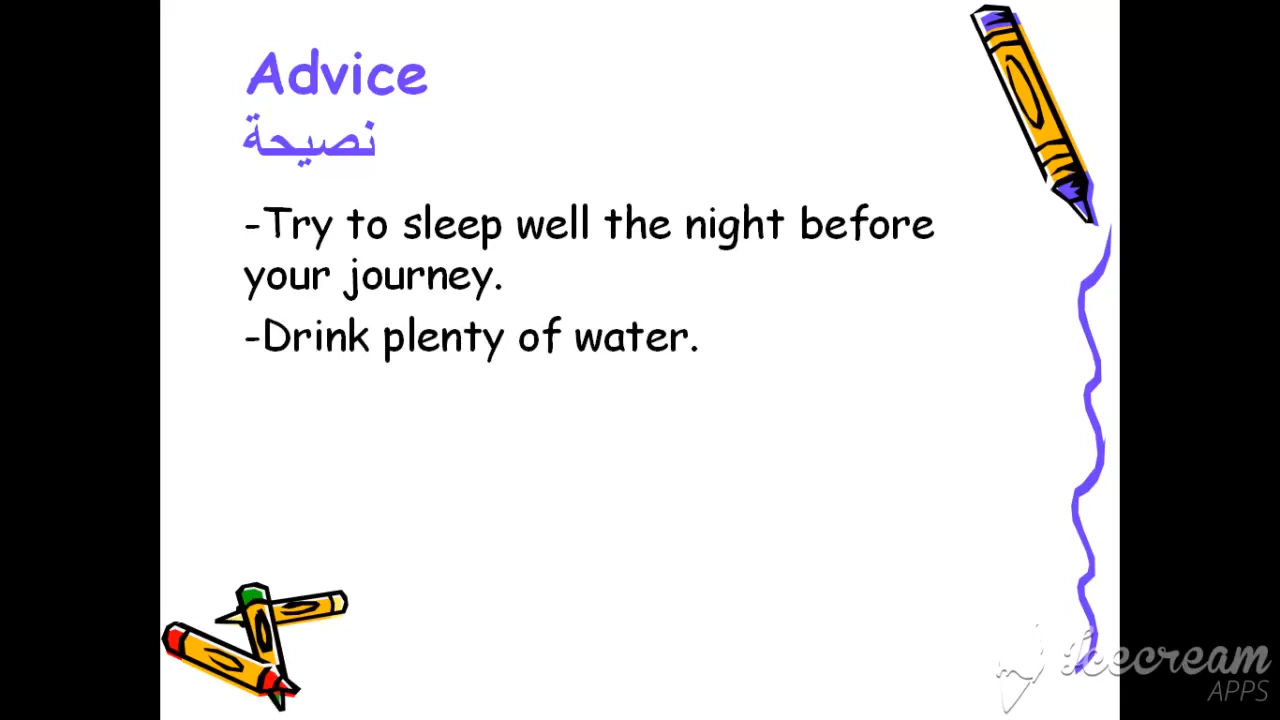 Advice
نصيحة
-Try to sleep well the night before
your journey.
-Drink plenty of water.
Icecream
APPS